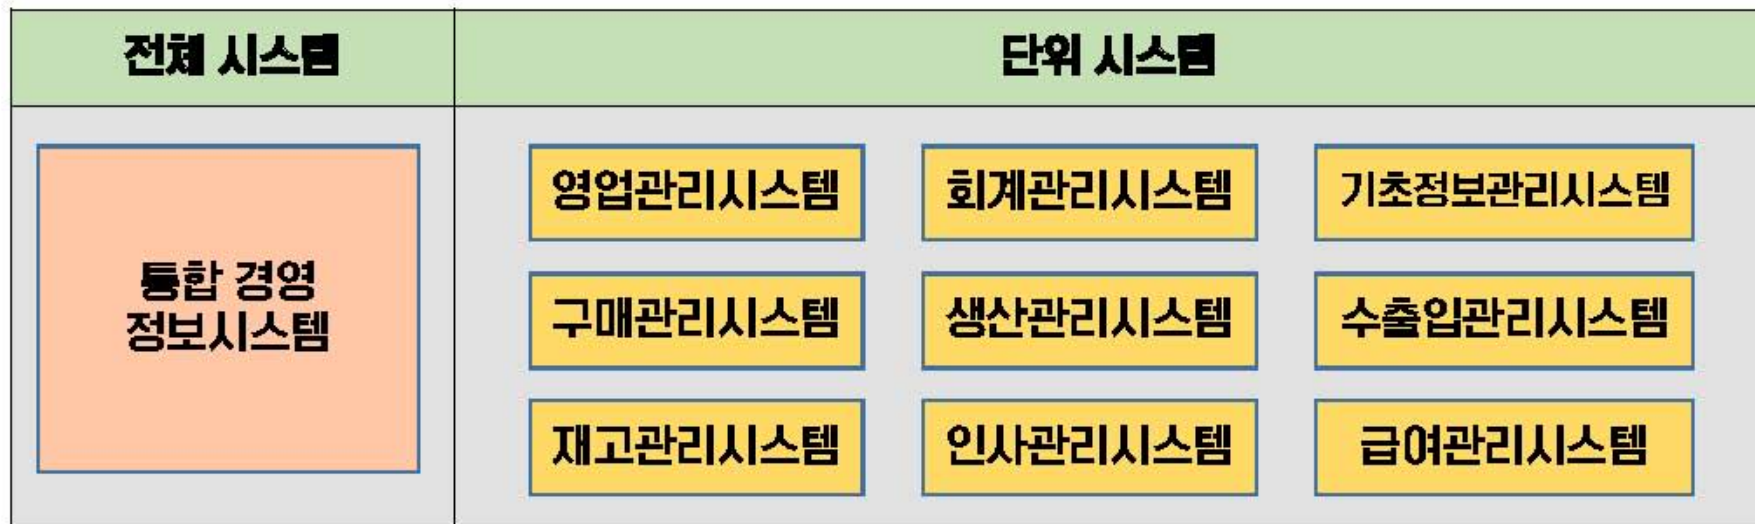 전체 시스템
단위 시스템
통합 경영
정보시스템
영업관리시스템
회계관리시스템
기초정보관리시스템
구매관리시스템
생산관리시스템
수출입관리시스템
재고관리시스템
인사관리시스템
급여관리시스템